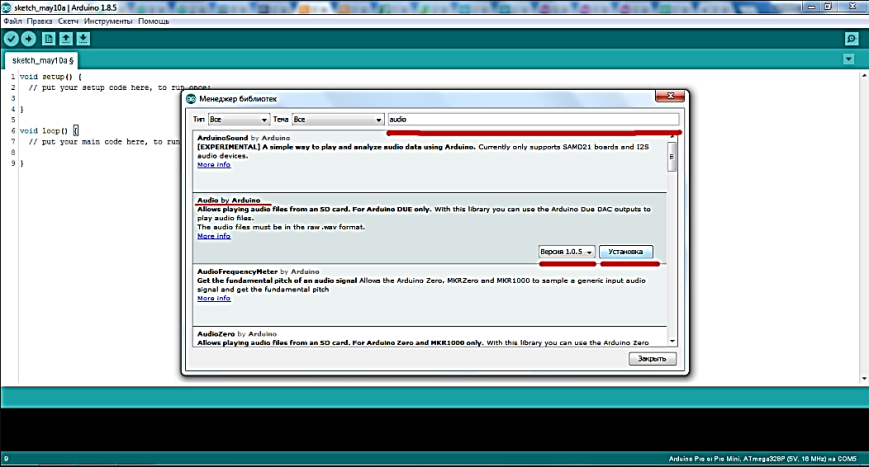 sketch_may10a | Arduino 1.8.5
Файл Правка Скетч Инструменты Помощь
sketch_may10a §
1 void setup() {
2 // put your setup code here, to run once:
3
4 }
5
6 void loop() {
7 // put your main code here, to run
8
9 }
Менеджер библиотек
Тип Все Тема Все audio
ArduinoSound by Arduino
[EXPERIMENTAL] A simple way to play and analyze audio data using Arduino. Currently only supports SAMD21 boards and I2S
audio devices.
More info
Audio by Arduino
Allows playing audio files from an SD card. For Arduino DUE only. With this library you can use the Arduino Due DAC outputs to
play audio files.
The audio files must be in the raw .wav format.
More info
Версия 1.0.5 Установка
AudioFrequencyMeter by Arduino
Get the fundamental pitch of an audio signal Allows the Arduino Zero, MKRZero and MKR1000 to sample a generic input audio
signal and get the fundamental pitch
More info
AudioZero by Arduino
Allows playing audio files from an SD card. For Arduino Zero and MKR1000 only. With this library you can use the Arduino Zero
Закрыть
9
Arduino Pro or Pro Mini, ATmega328P (5V, 16 MHz) на COM5